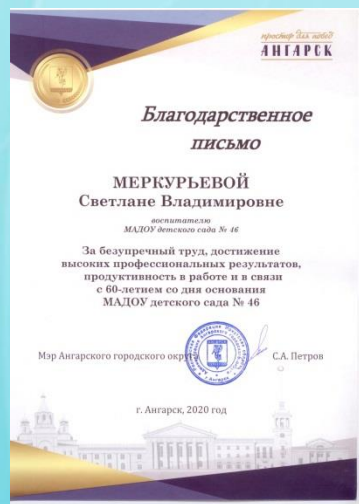 простор для побед
АНГАРСК
Благодарственное
письмо
МЕРКУРЬЕВОЙ
Светлане Владимировне
воспитателю
МАДОУ детского сада № 46
За безупречный труд, достижение
высоких профессиональных результатов,
продуктивность в работе и в связи
с 60-летием со дня основания
МАДОУ детского сада № 46
Мэр Ангарского городского округа С.А. Петров
г. Ангарск, 2020 год